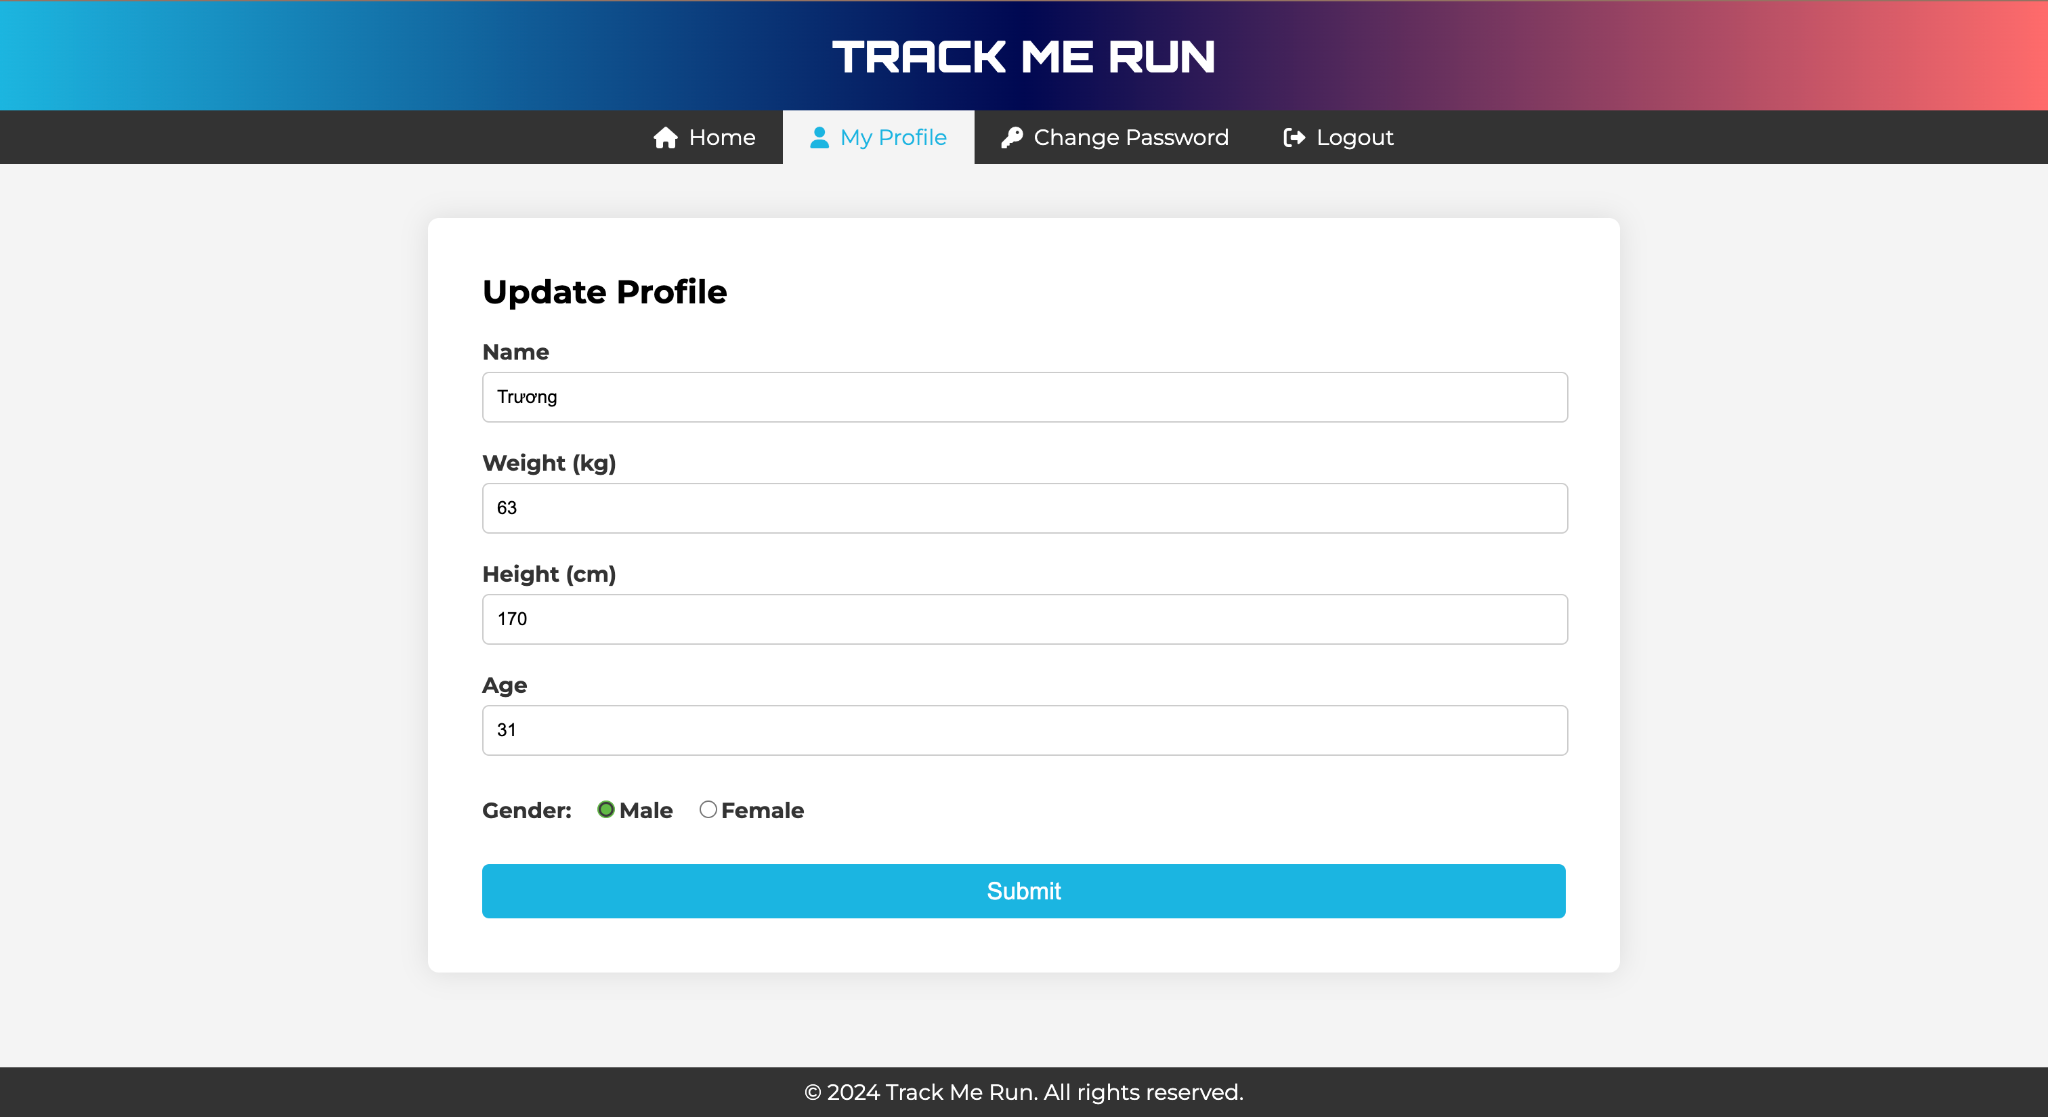 TRACK ME RUN
Home My Profile Change Password Logout
Update Profile
Name
Trương
Weight (kg)
63
Height (cm)
170
Age
31
Gender: Male Female
Submit
© 2024 Track Me Run. All rights reserved.